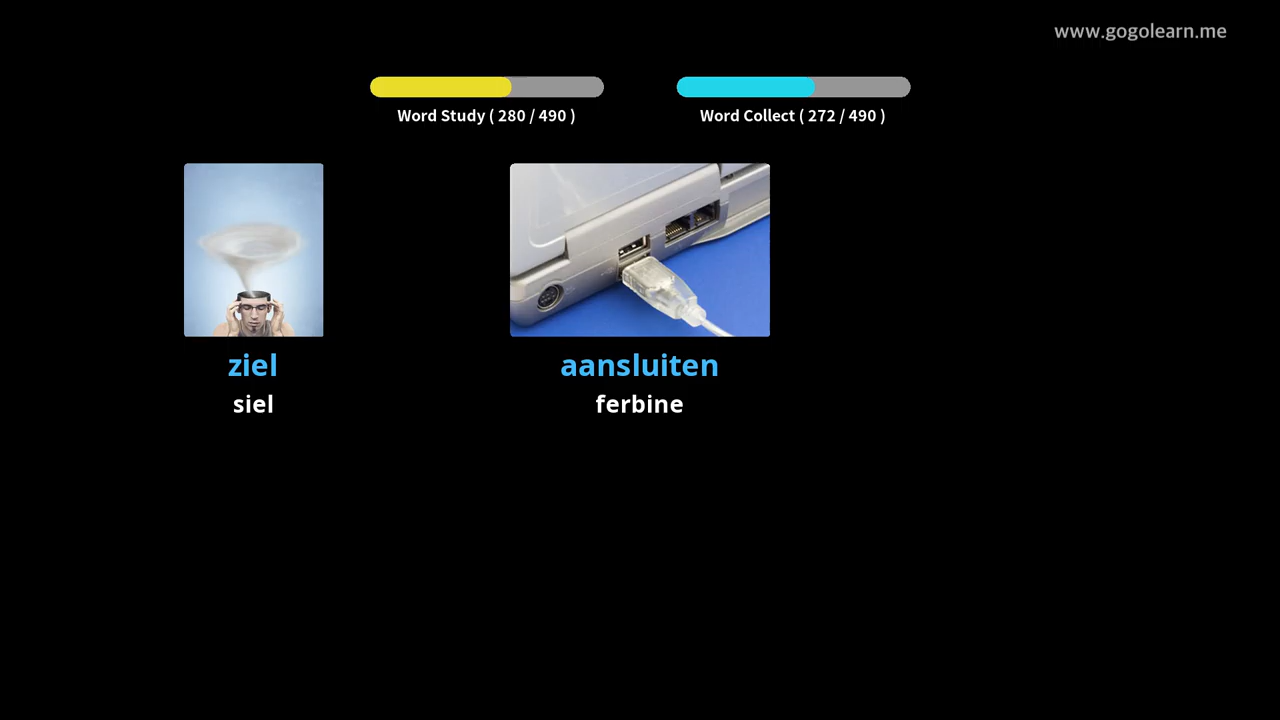 www.gogolearn.me
Word Study ( 280 / 490 )
Word Collect ( 272 / 490 )
ziel
siel
aansluiten
ferbine